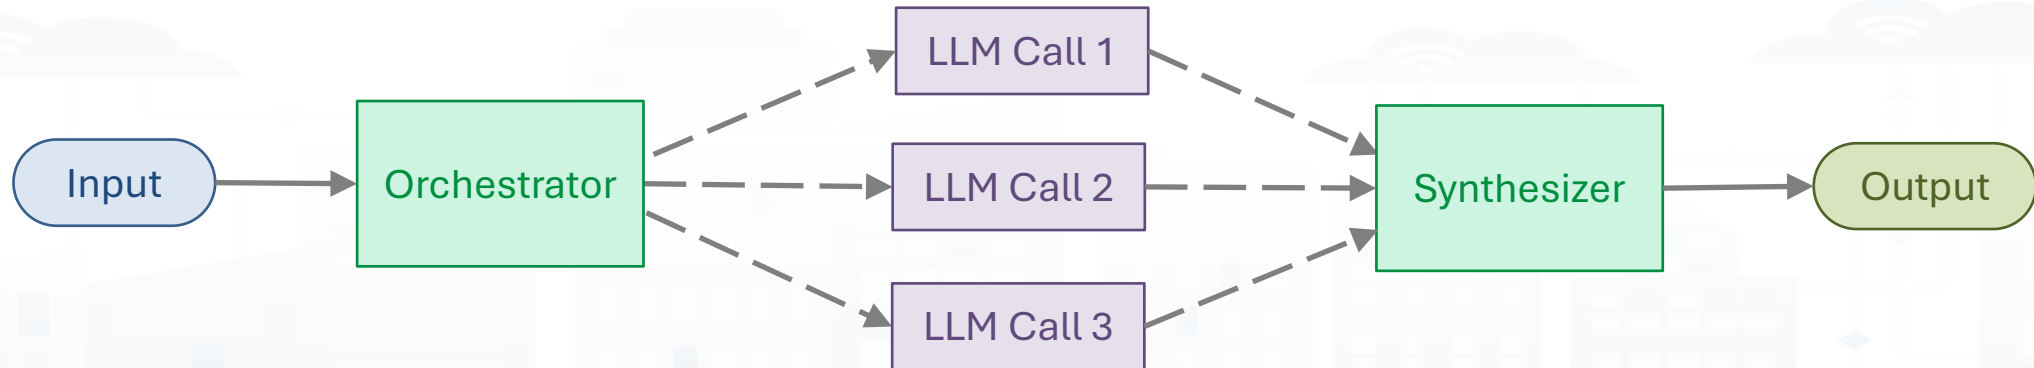 Input
Orchestrator
LLM Call 1
LLM Call 2
LLM Call 3
Synthesizer
Output